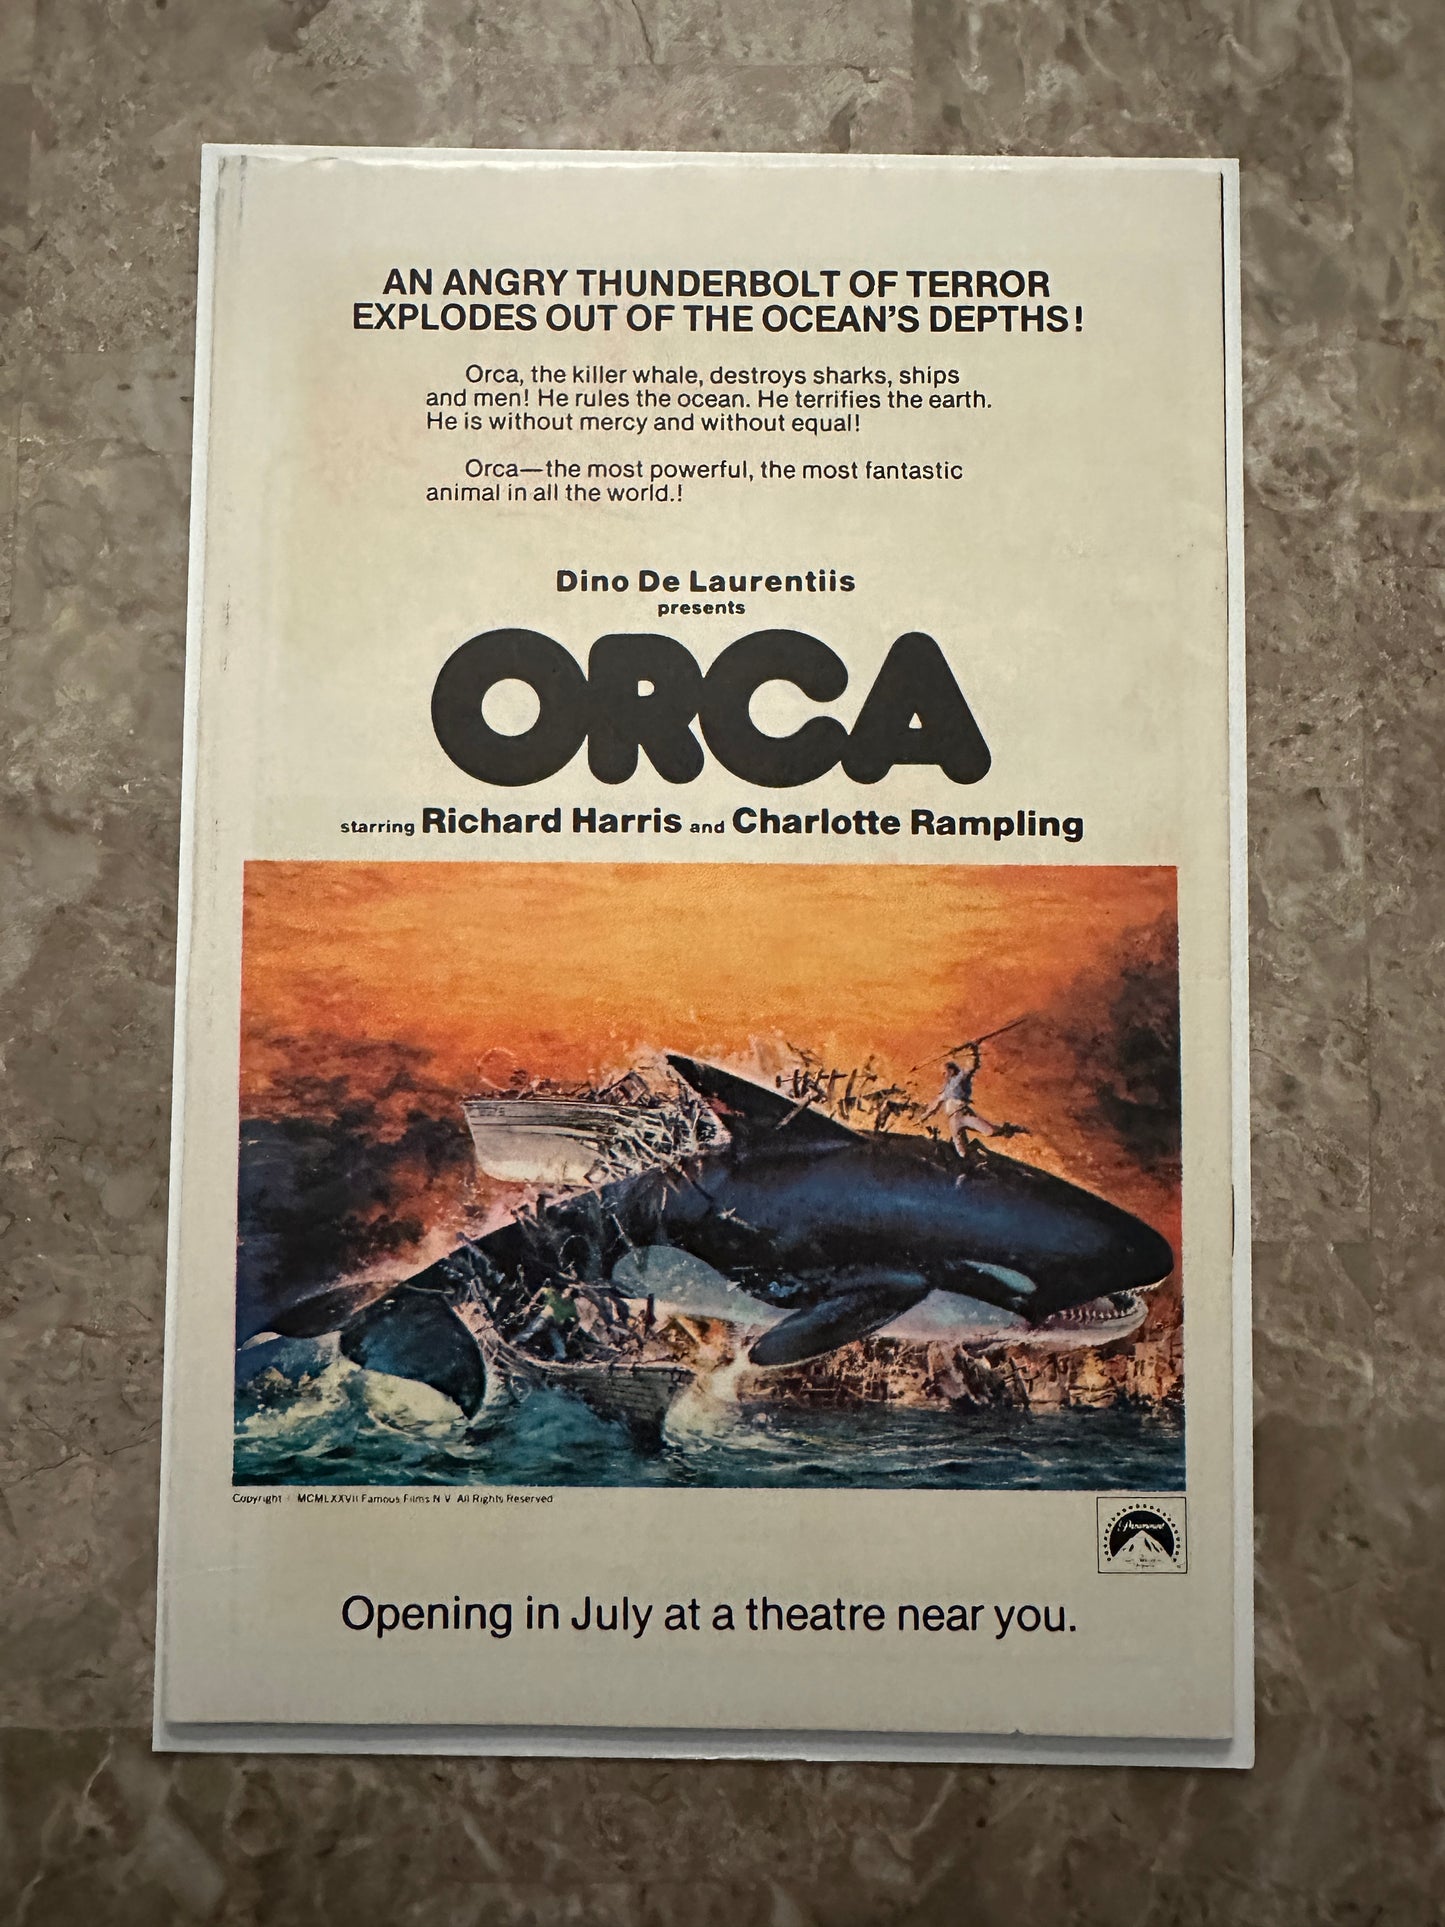 AN ANGRY THUNDERBOLT OF TERROR
EXPLODES OUT OF THE OCEAN'S DEPTHS!
Orca, the killer whale, destroys sharks, ships
and men! He rules the ocean. He terrifies the earth.
He is without mercy and without equal!
Orca—the most powerful, the most fantastic
animal in all the world.!
Dino De Laurentiis
presents
ORCA
starring Richard Harris and Charlotte Rampling
Copyright MCMLXXVII Famous Films N V All Rights Reserved
Paramount
Opening in July at a theatre near you.